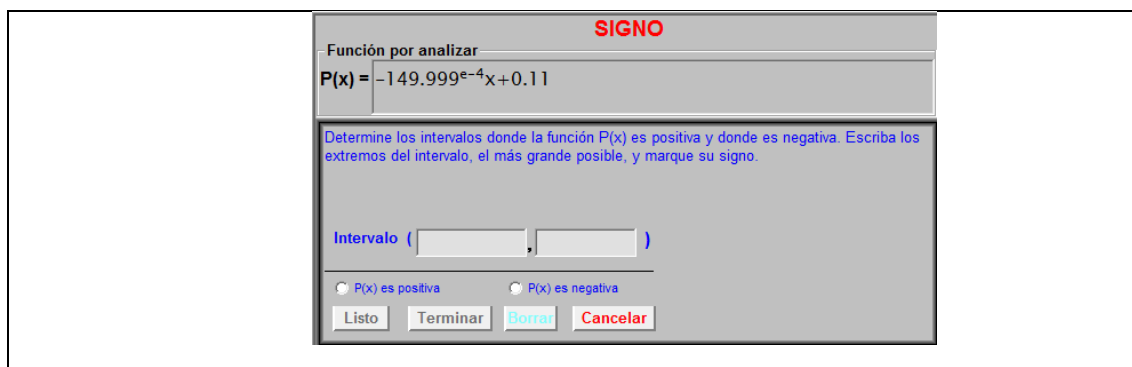 SIGNO
Función por analizar
P(x) = -149.999e-4x+0.11
Determine los intervalos donde la función P(x) es positiva y donde es negativa. Escriba los
extremos del intervalo, el más grande posible, y marque su signo.
Intervalo ( , )
P(x) es positiva P(x) es negativa
Listo Terminar Borrar Cancelar